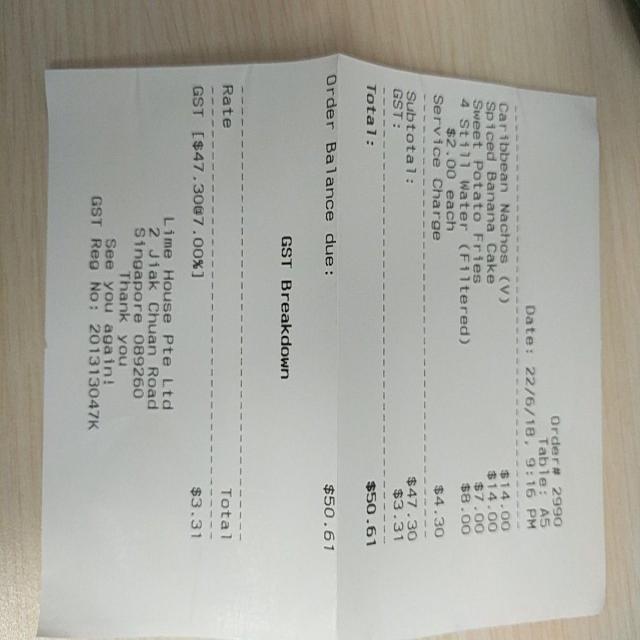 Order# 2990
Table: A5
Date: 22/6/18, 9:16 PM
Caribbean Nachos (V) $14.00
Spiced Banana Cake $14.00
Sweet Potato Fries $7.00
4 Still Water (Filtered) $8.00
$2.00 each
Service Charge $4.30
Subtotal: $47.30
GST: $3.31
Total: $50.61
Order Balance due: $50.61
GST Breakdown
Rate Total
GST [$47.30@7.00%] $3.31
Lime House Pte Ltd
2 Jiak Chuan Road
Singapore 089260
Thank you
See you again!
GST Reg No: 201313047K